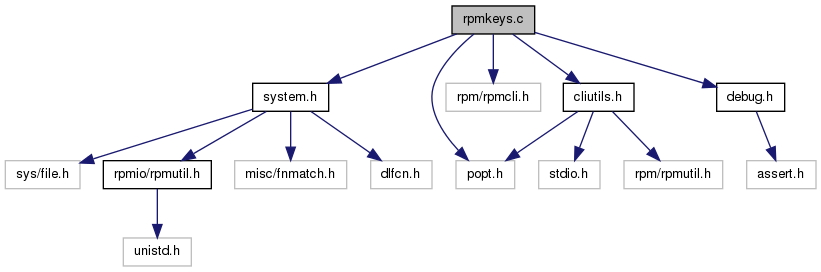 rpmkeys.c
system.h
rpm/rpmcli.h
cliutils.h
debug.h
sys/file.h
rpmio/rpmutil.h
misc/fnmatch.h
dlfcn.h
popt.h
stdio.h
rpm/rpmutil.h
assert.h
unistd.h